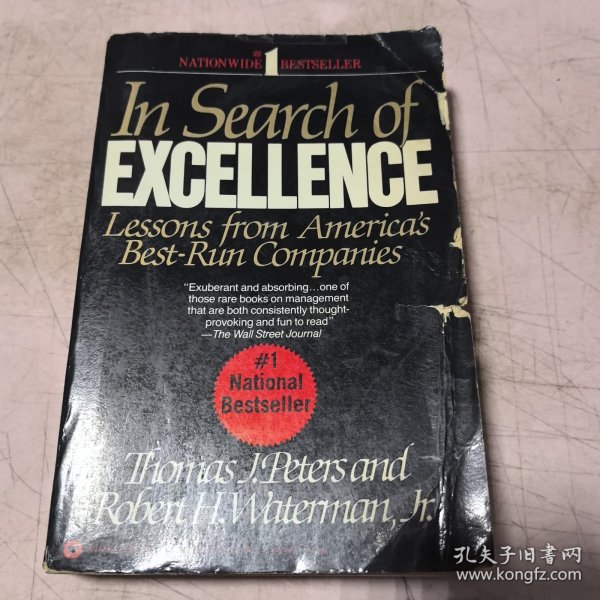 NATIONWIDE #1 BESTSELLER
In Search of
EXCELLENCE
Lessons from America's
Best-Run Companies
"Exuberant and absorbing...one of
those rare books on management
that are both consistently thought-
provoking and fun to read"
—The Wall Street Journal
#1
National
Bestseller
Thomas J. Peters and
Robert H. Waterman, Jr.
孔夫子旧书网
www.kongfz.com